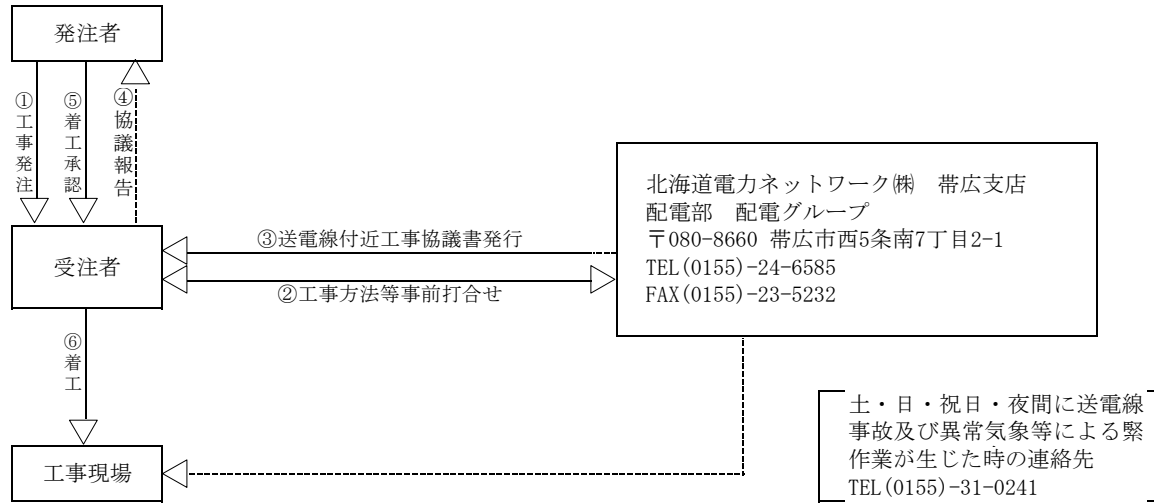 発注者
①工事発注
⑤着工承認
④協議報告
北海道電力ネットワーク㈱　帯広支店
配電部　配電グループ
〒080-8660 帯広市西5条南7丁目2-1
TEL(0155)-24-6585
FAX(0155)-23-5232
③送電線付近工事協議書発行
受注者
②工事方法等事前打合せ
⑥着工
土・日・祝日・夜間に送電線
事故及び異常気象等による緊
作業が生じた時の連絡先
TEL(0155)-31-0241
工事現場